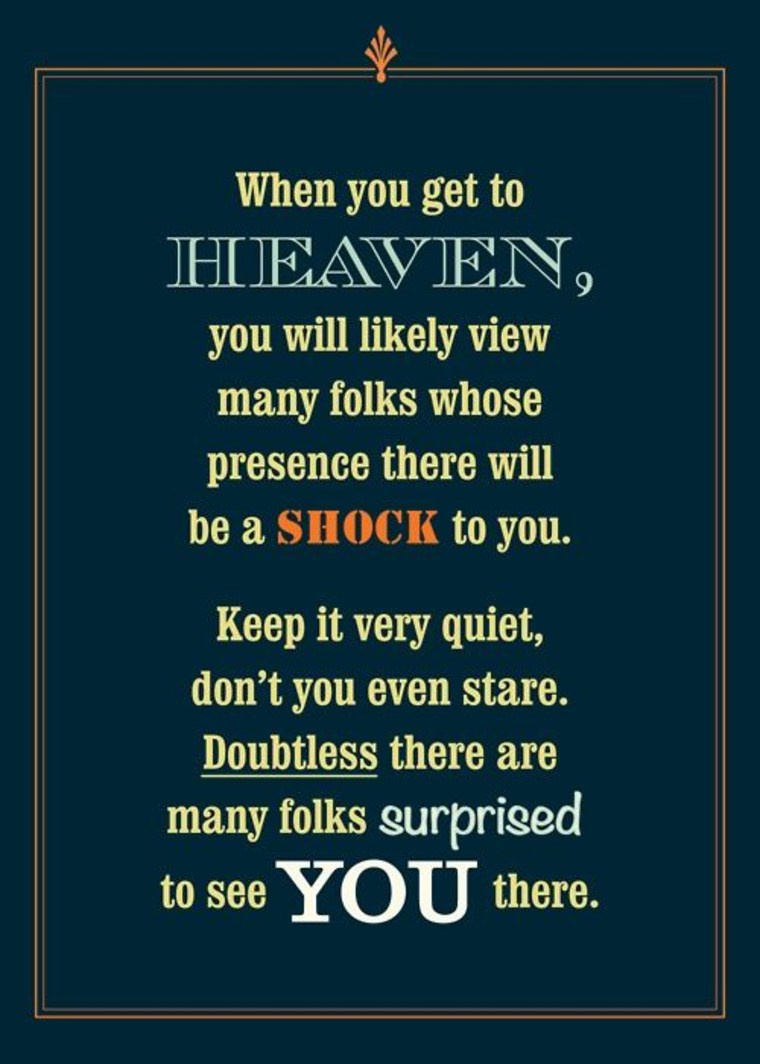 When you get to
HEAVEN,
you will likely view
many folks whose
presence there will
be a SHOCK to you.
Keep it very quiet,
don’t you even stare.
Doubtless there are
many folks surprised
to see YOU there.